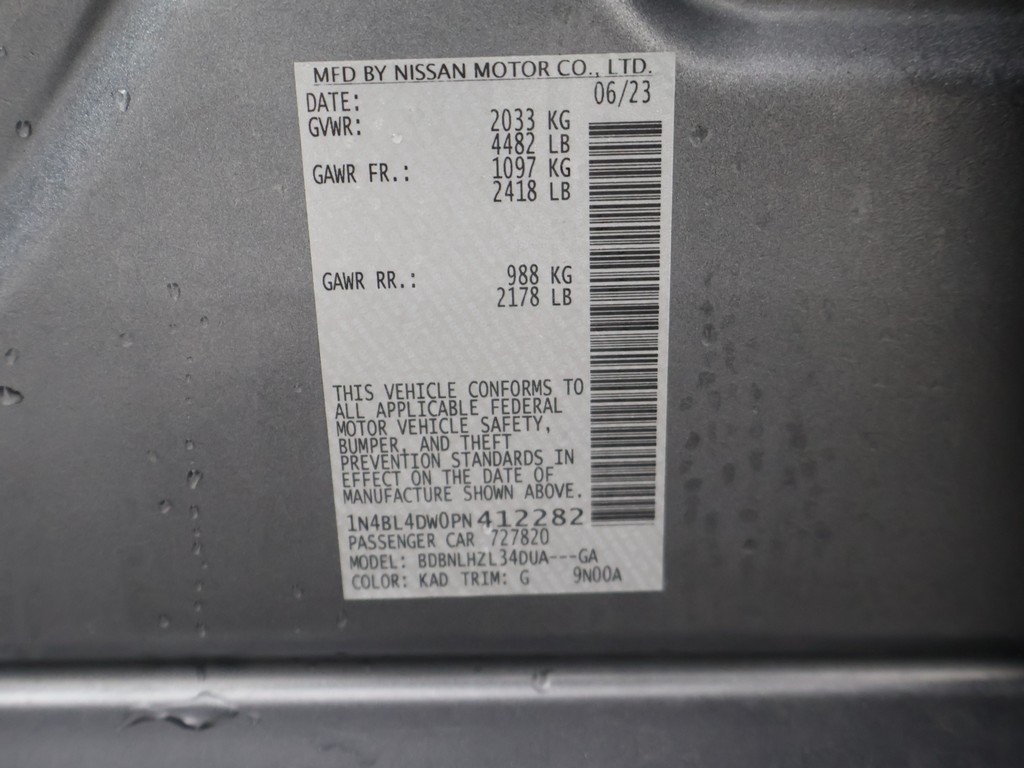 MFD BY NISSAN MOTOR CO., LTD.
DATE: 06/23
GVWR: 2033 KG
4482 LB
GAWR FR.: 1097 KG
2418 LB
GAWR RR.: 988 KG
2178 LB
THIS VEHICLE CONFORMS TO
ALL APPLICABLE FEDERAL
MOTOR VEHICLE SAFETY,
BUMPER, AND THEFT
PREVENTION STANDARDS IN
EFFECT ON THE DATE OF
MANUFACTURE SHOWN ABOVE.
1N4BL4DW0PN412282
PASSENGER CAR 727820
MODEL: BDBNLHZL34DUA---GA
COLOR: KAD TRIM: G 9N00A